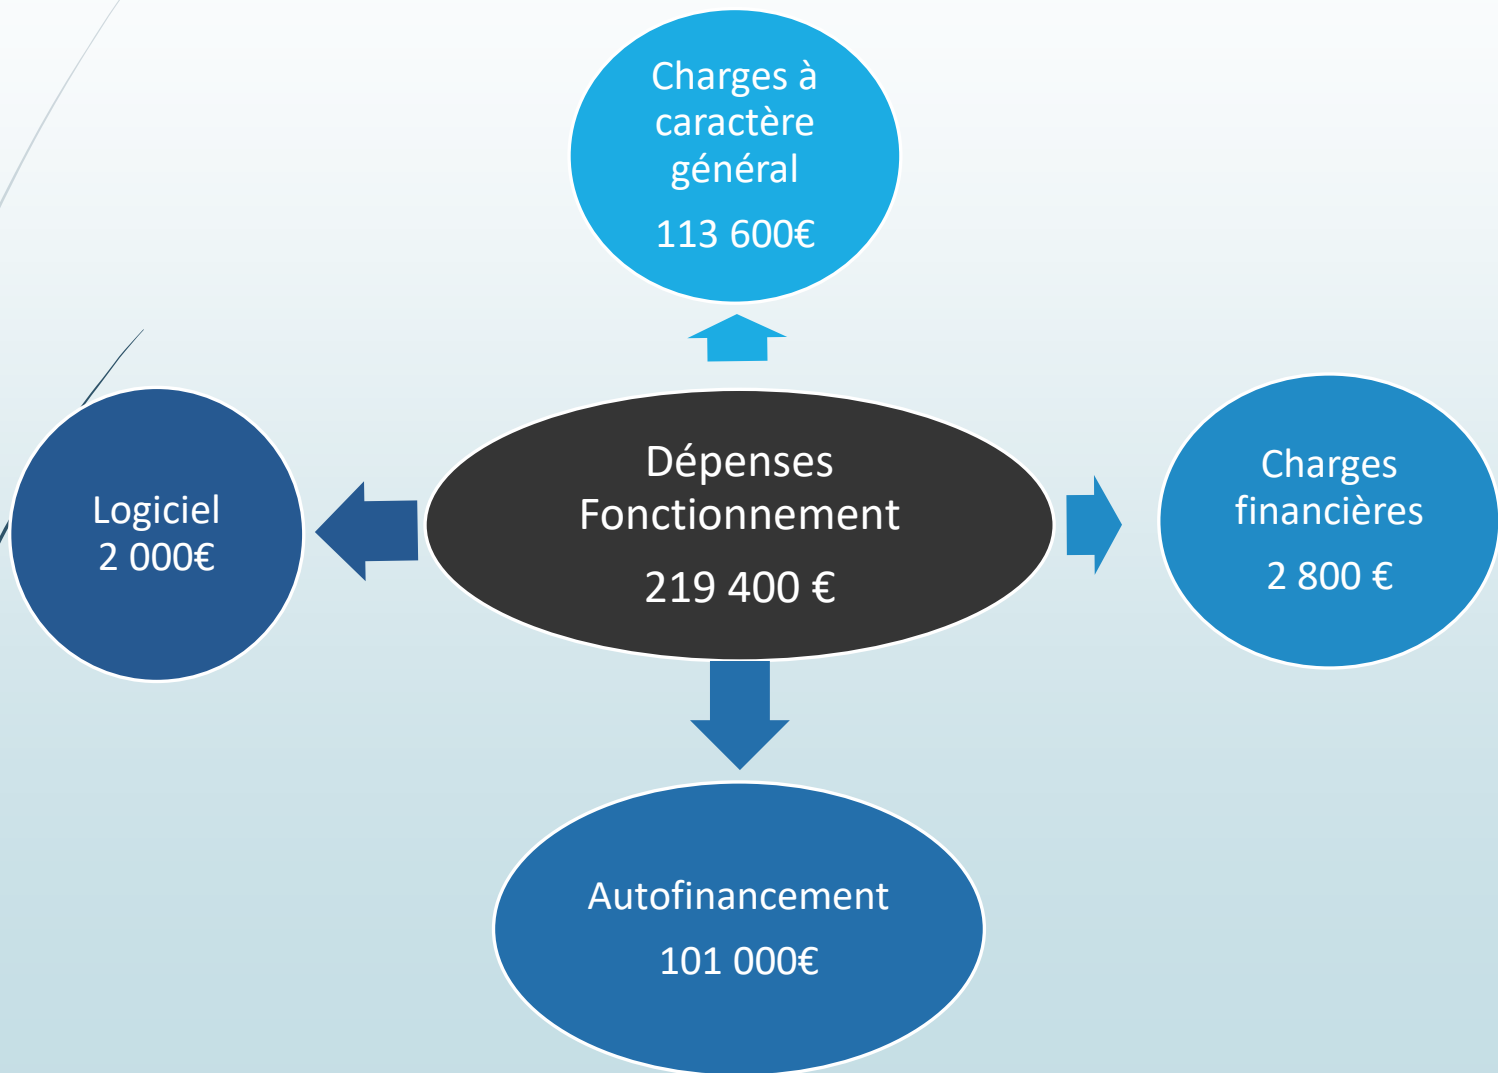 Charges à
caractère
général
113 600€
Logiciel
2 000€
Dépenses
Fonctionnement
219 400 €
Charges
financières
2 800 €
Autofinancement
101 000€